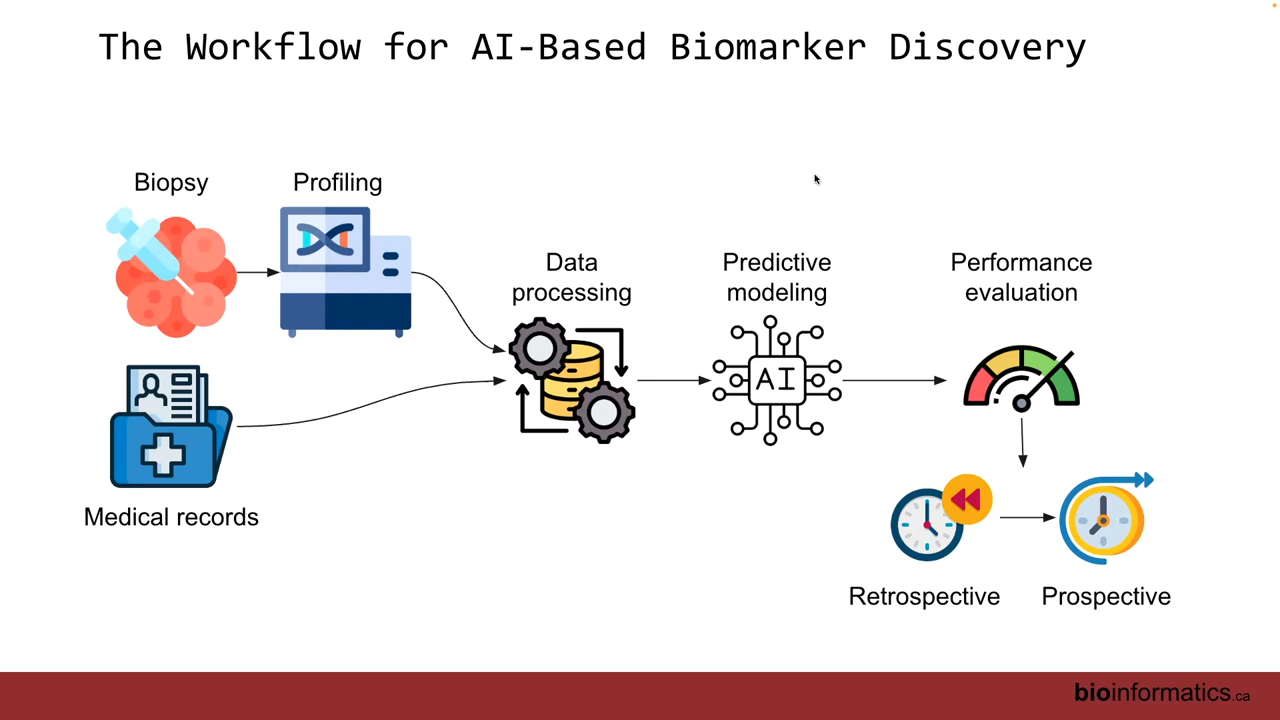 The Workflow for AI-Based Biomarker Discovery
Biopsy
Profiling
Data
processing
Predictive
modeling
Performance
evaluation
AI
Medical records
Retrospective
Prospective
bioinformatics.ca